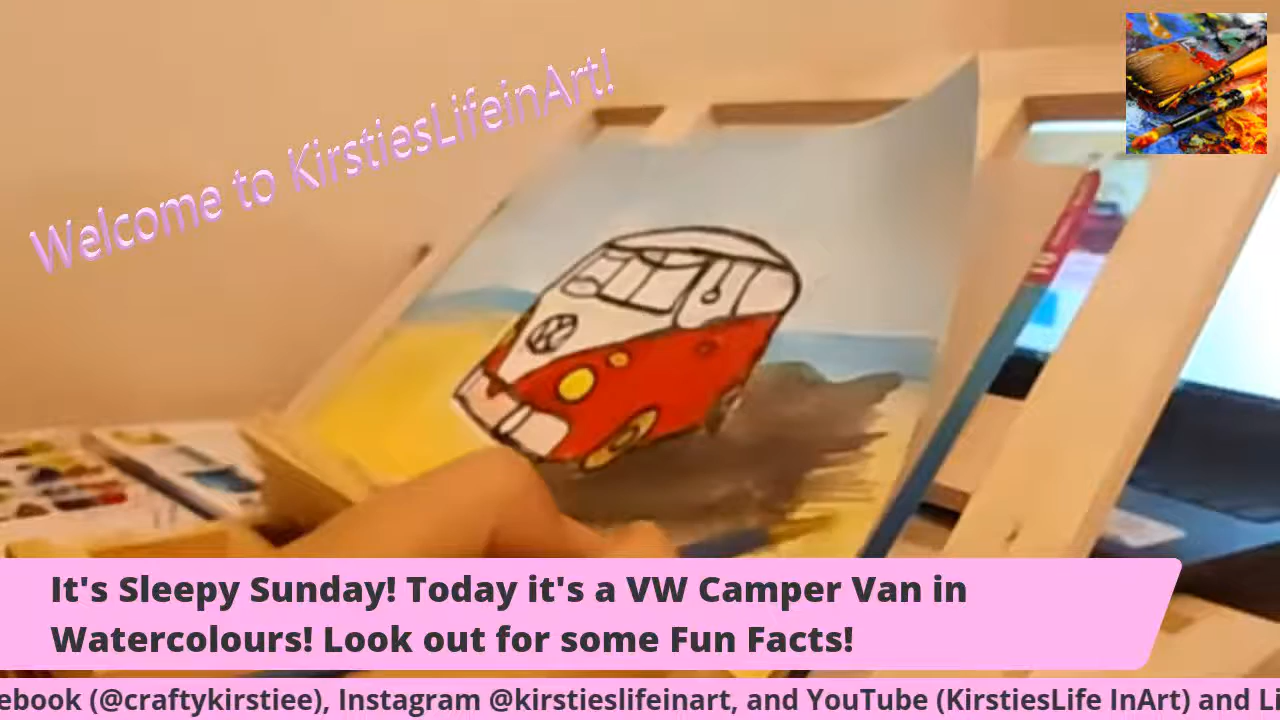 Welcome to KirstiesLifeinArt!
It's Sleepy Sunday! Today it's a VW Camper Van in
Watercolours! Look out for some Fun Facts!
ebook (@craftykirstiee), Instagram @kirstieslifeinart, and YouTube (KirstiesLife InArt) and Li